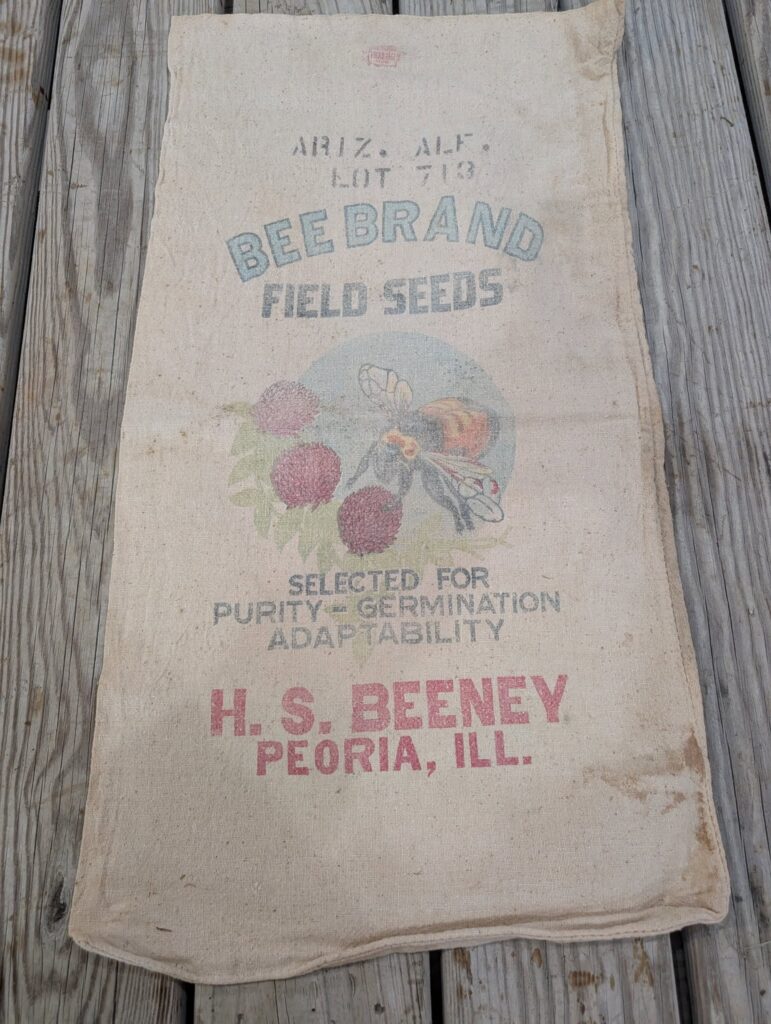 ARIZ. ALF.
LOT 713
BEE BRAND
FIELD SEEDS
SELECTED FOR
PURITY - GERMINATION
ADAPTABILITY
H. S. BEENEY
PEORIA, ILL.